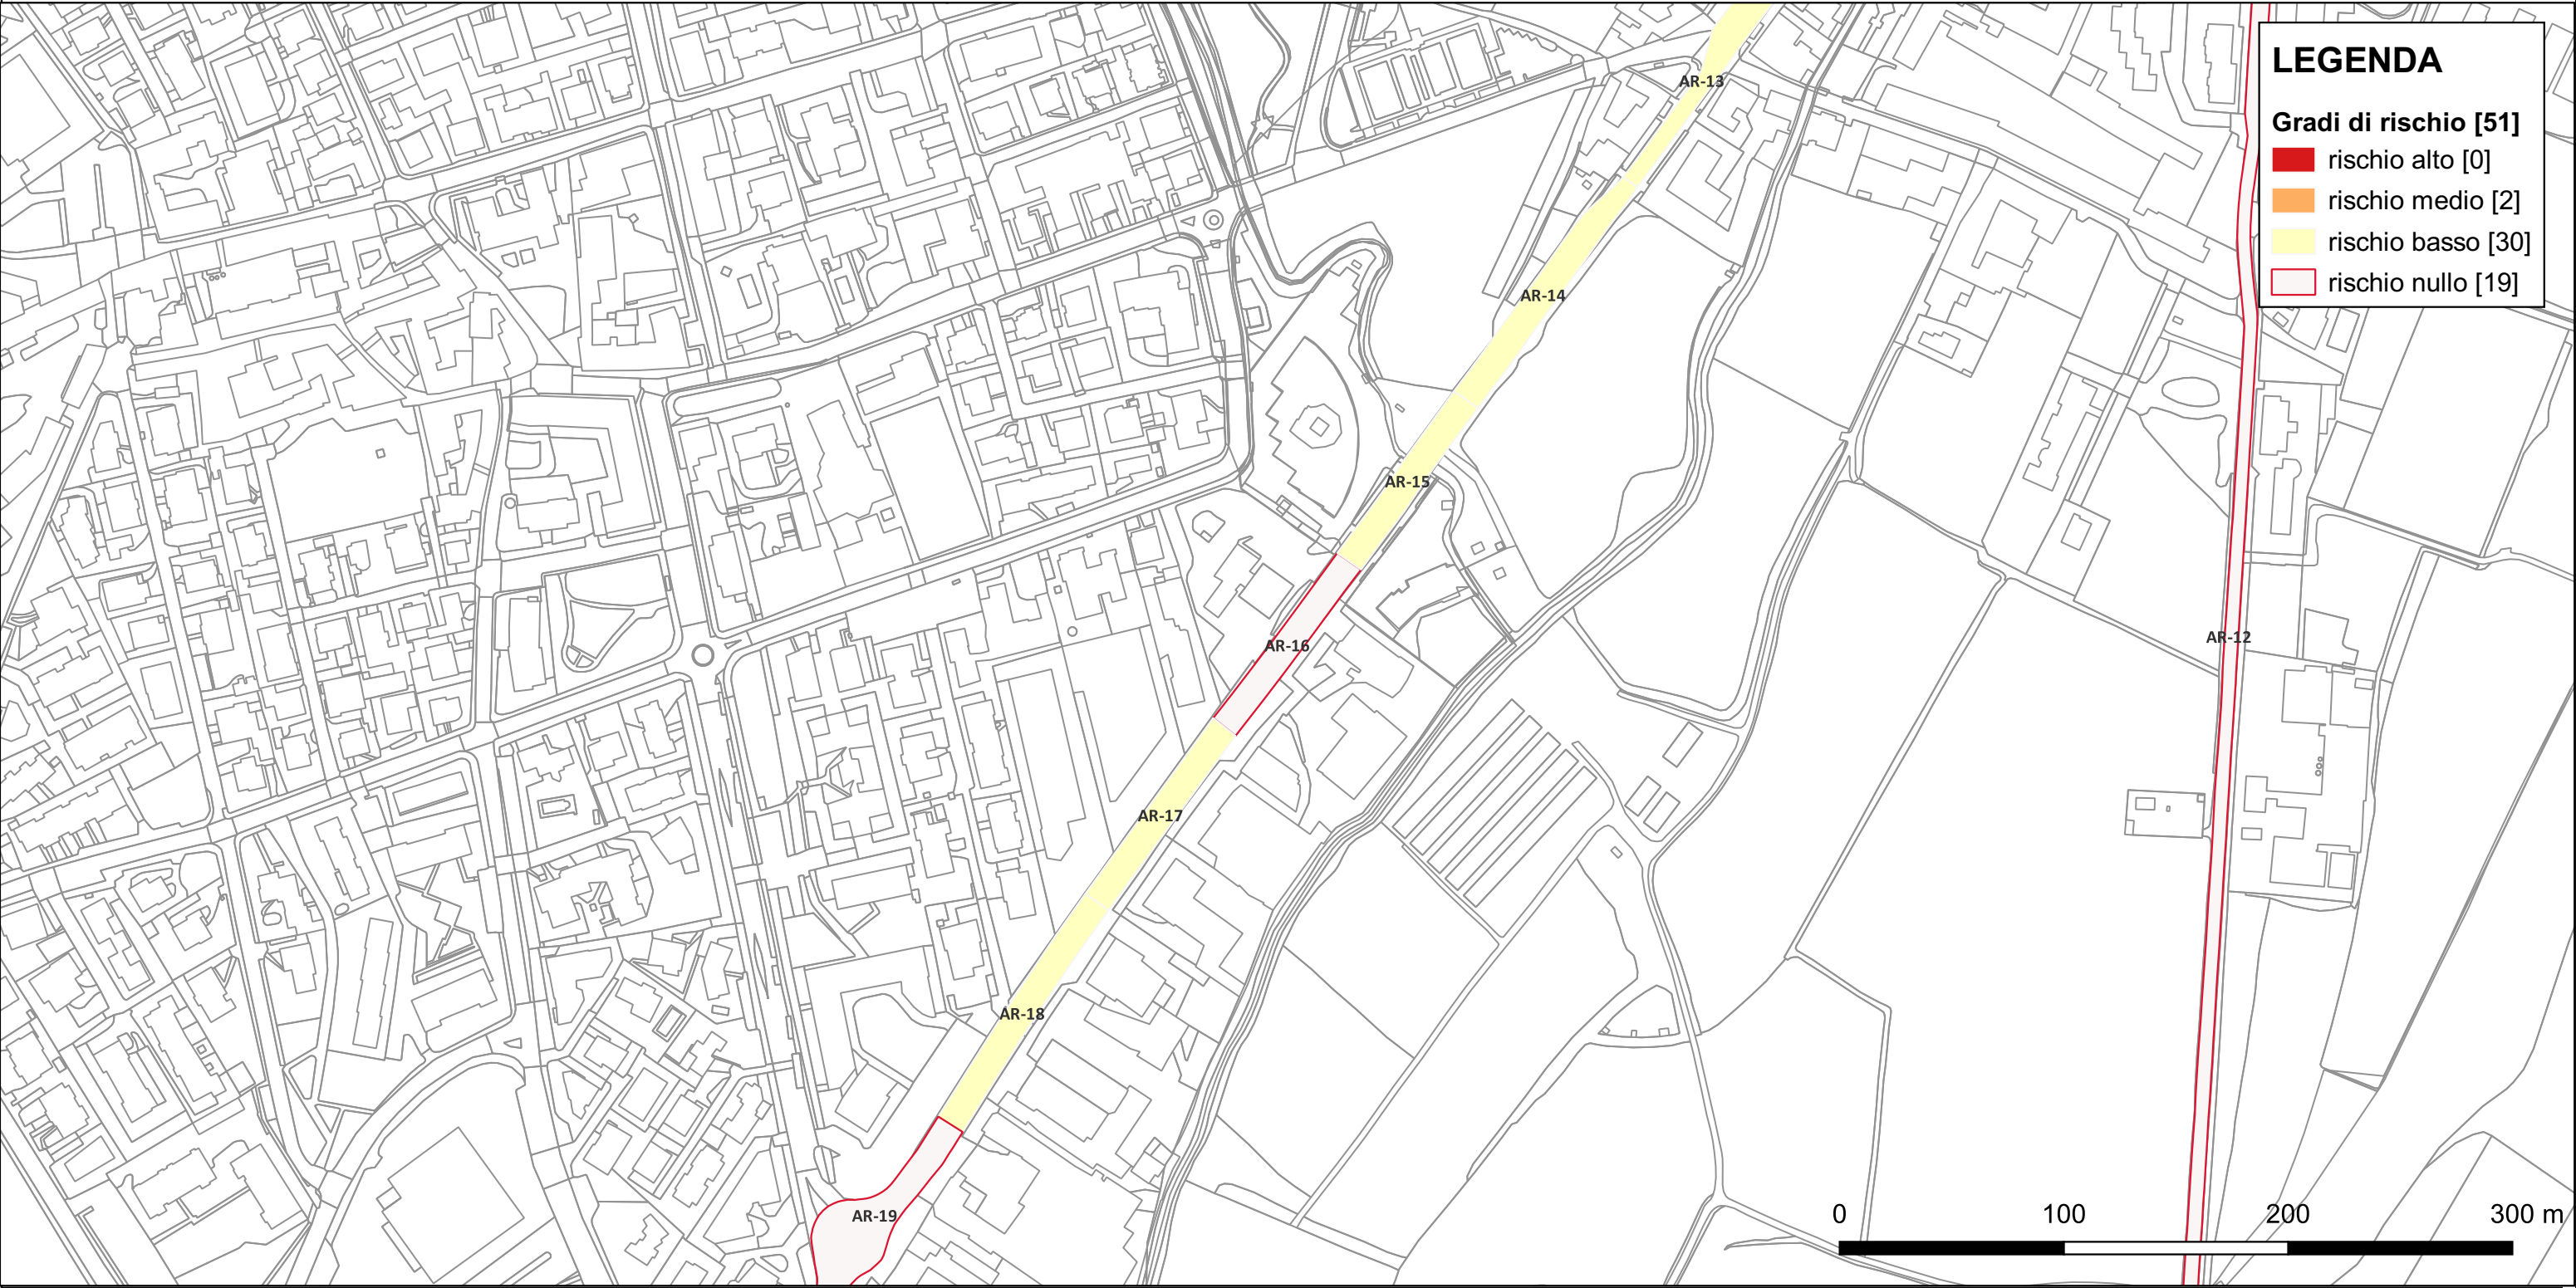 LEGENDA
Gradi di rischio [51]
rischio alto [0]
rischio medio [2]
rischio basso [30]
rischio nullo [19]
AR-13
AR-14
AR-15
AR-16
AR-12
AR-17
AR-18
AR-19
0 100 200 300 m